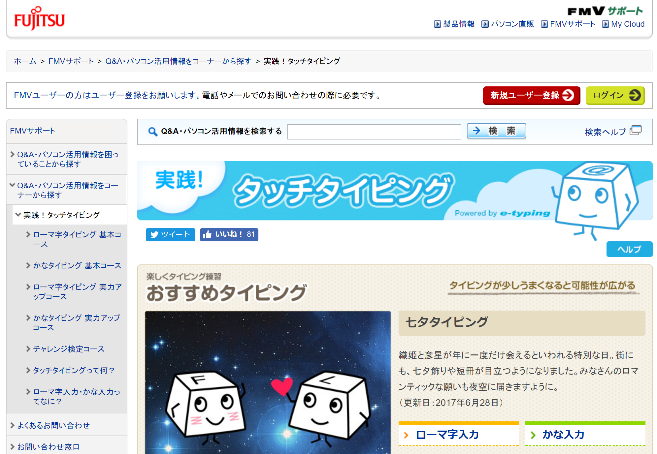 FUJITSU
FMVサポート
製品情報 パソコン直販 FMVサポート My Cloud
ホーム > FMVサポート > Q&A・パソコン活用情報をコーナーから探す > 実践！タッチタイピング
FMVユーザーの方はユーザー登録をお願いします。電話やメールでのお問い合わせの際に必要です。
新規ユーザー登録
ログイン
FMVサポート
Q&A・パソコン活用情報を困っていることから探す
Q&A・パソコン活用情報をコーナーから探す
実践！タッチタイピング
ローマ字タイピング 基本コース
かなタイピング 基本コース
ローマ字タイピング 実力アップコース
かなタイピング 実力アップコース
チャレンジ検定コース
タッチタイピングって何？
ローマ字入力・かな入力ってなに？
よくあるお問い合わせ
お問い合わせ窓口
Q&A・パソコン活用情報を検索する
検索
検索ヘルプ
実践!
タッチタイピング
Powered by e-typing
@
ツイート
いいね！ 81
ヘルプ
楽しくタイピング練習
おすすめタイピング
タイピングが少しうまくなると可能性が広がる
F
J
七夕タイピング
織姫と彦星が年に一度だけ会えるといわれる特別な日。街に
も、七夕飾りや短冊が目立つようになりました。みなさんのロマ
ンティックな願いも夜空に届きますように。
（更新日：2017年6月28日）
ローマ字入力
かな入力